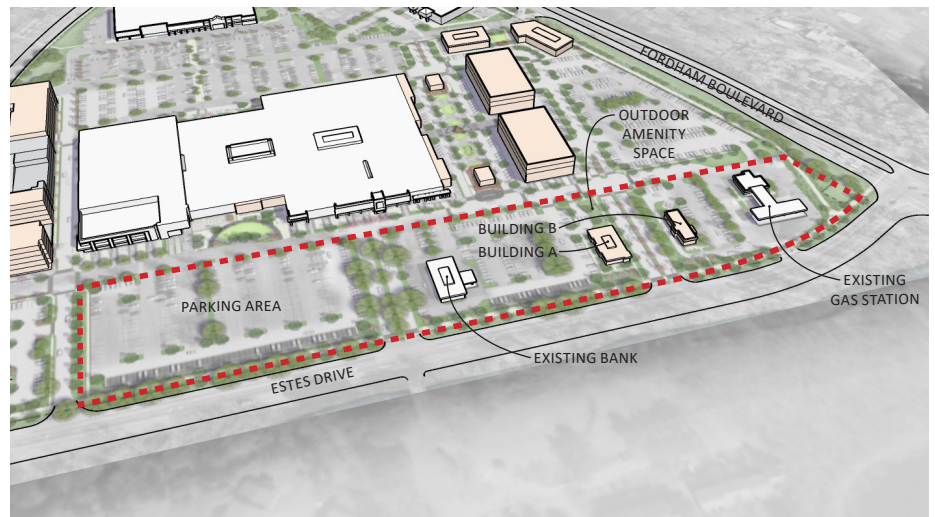 FORDHAM BOULEVARD
OUTDOOR
AMENITY
SPACE
BUILDING B
BUILDING A
PARKING AREA
EXISTING
GAS STATION
EXISTING BANK
ESTES DRIVE